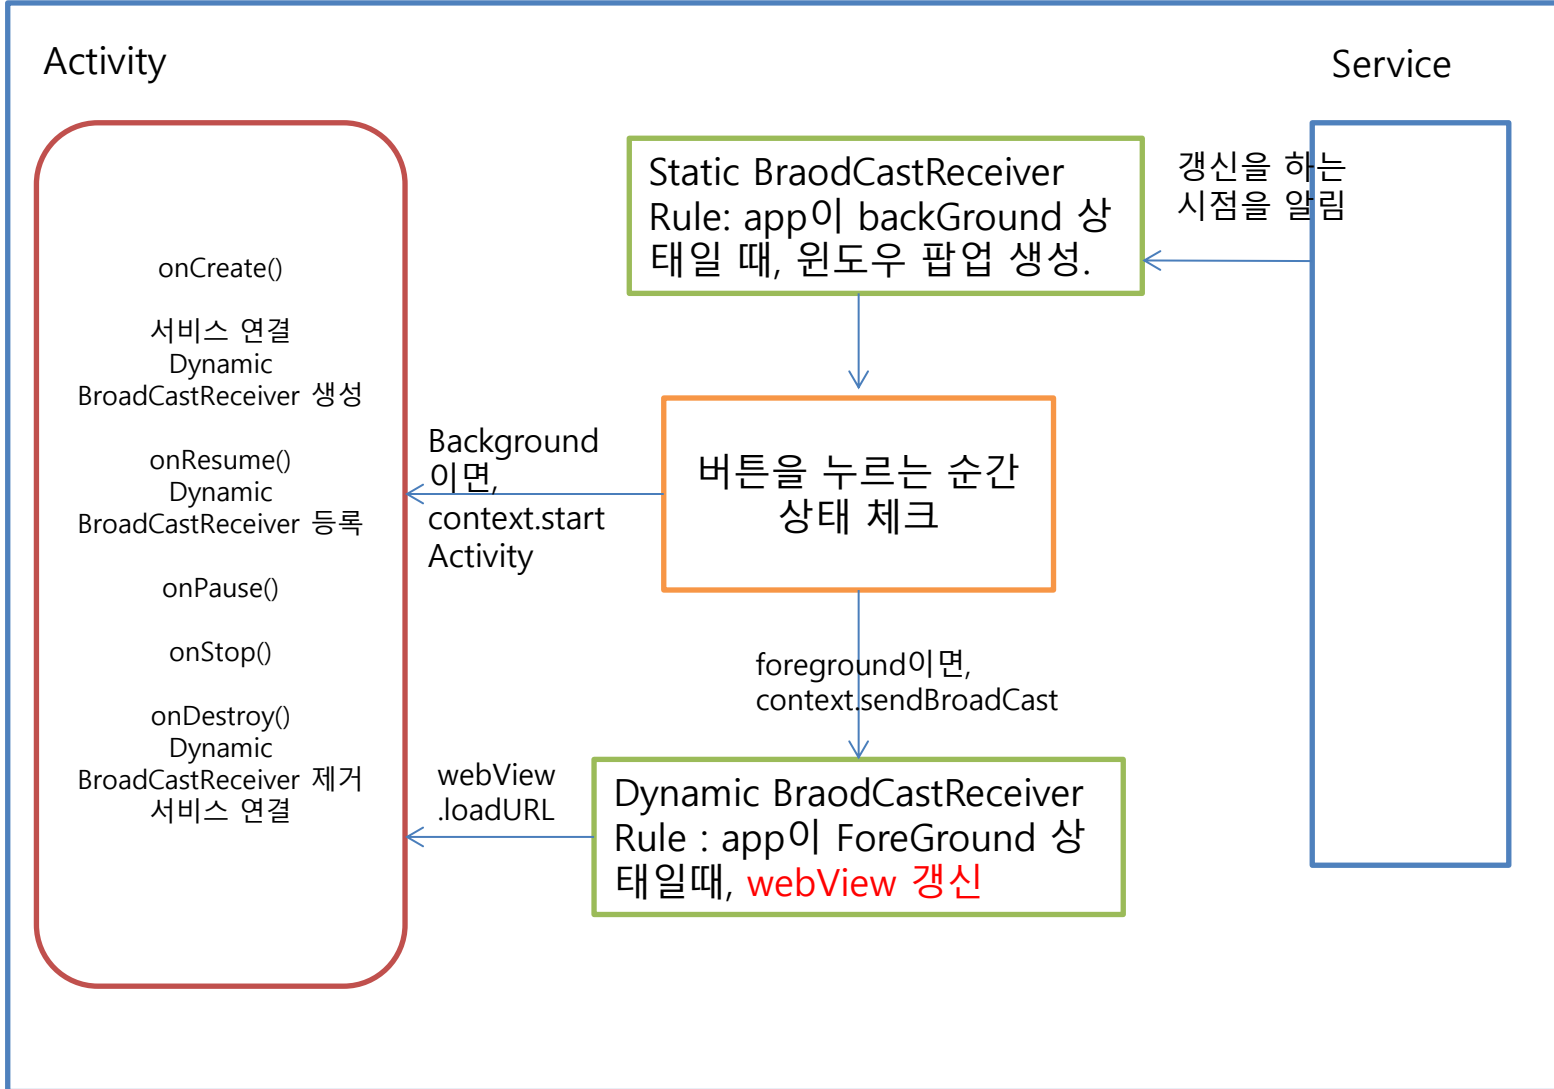 Activity
Service
onCreate()
서비스 연결
Dynamic
BroadCastReceiver 생성
onResume()
Dynamic
BroadCastReceiver 등록
onPause()
onStop()
onDestroy()
Dynamic
BroadCastReceiver 제거
서비스 연결
Static BraodCastReceiver
Rule: app이 backGround 상
태일 때, 윈도우 팝업 생성.
갱신을 하는
시점을 알림
Background
이면,
context.start
Activity
버튼을 누르는 순간
상태 체크
foreground이면,
context.sendBroadCast
webView
.loadURL
Dynamic BraodCastReceiver
Rule : app이 ForeGround 상
태일때, webView 갱신